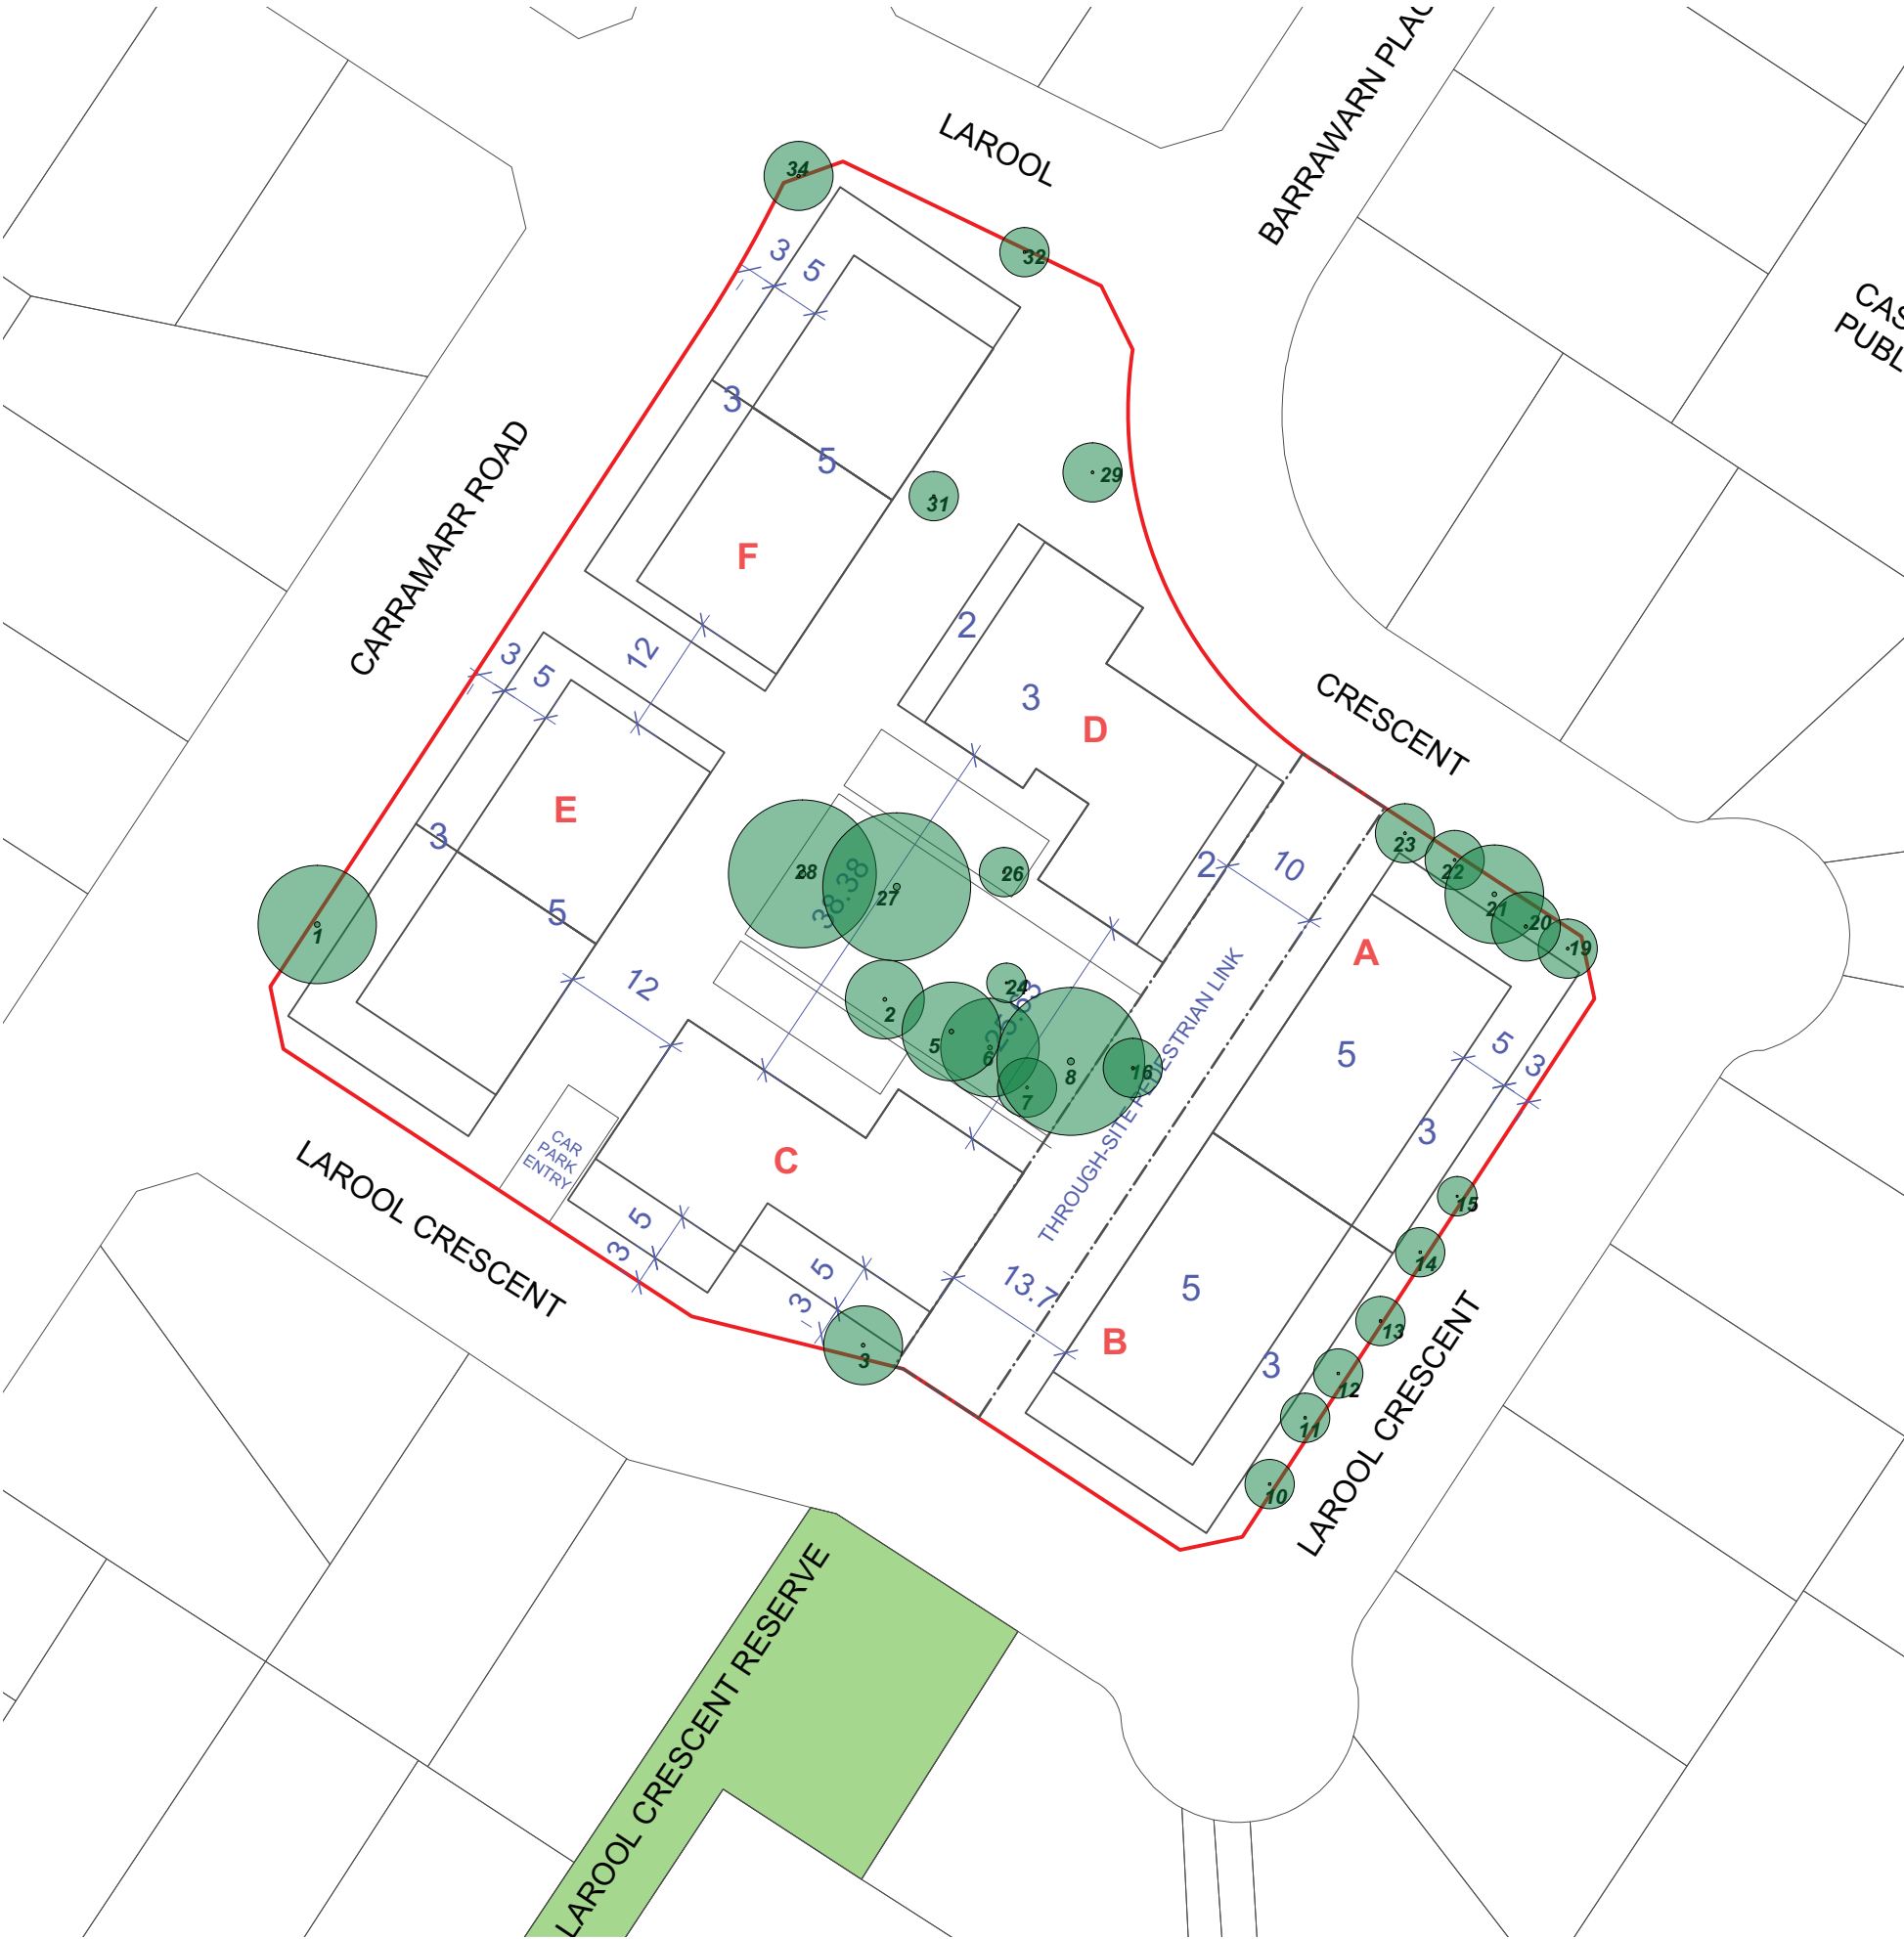 LAROOL
BARRAWARN PLAC
CAS
PUBL
34
32
3
5
3
5
29
31
F
CARRAMARR ROAD
2
3
D
12
3
5
CRESCENT
E
3
5
23
22
21
20
19
2
10
28
27
26
38.38
1
A
12
2
24
5
6
7
8
16
THROUGH-SITE PEDESTRIAN LINK
5
5
3
3
CAR
PARK
ENTRY
C
LAROOL CRESCENT
5
3
5
3
3
13.7
B
5
3
15
14
13
12
11
10
LAROOL CRESCENT
LAROOL CRESCENT RESERVE